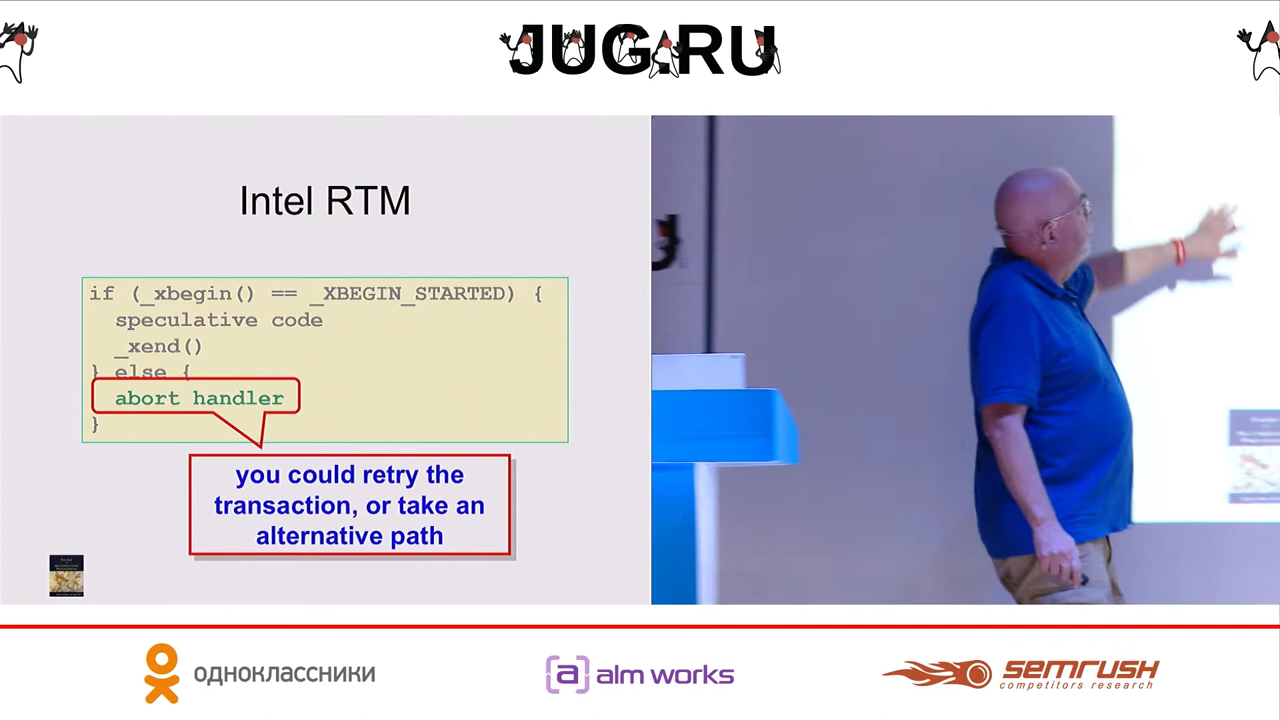 JUG.RU
Intel RTM
if (_xbegin() == _XBEGIN_STARTED) {
speculative code
_xend()
} else {
abort handler
}
you could retry the
transaction, or take an
alternative path
одноклассники
[a] alm works
semrush
competitors research